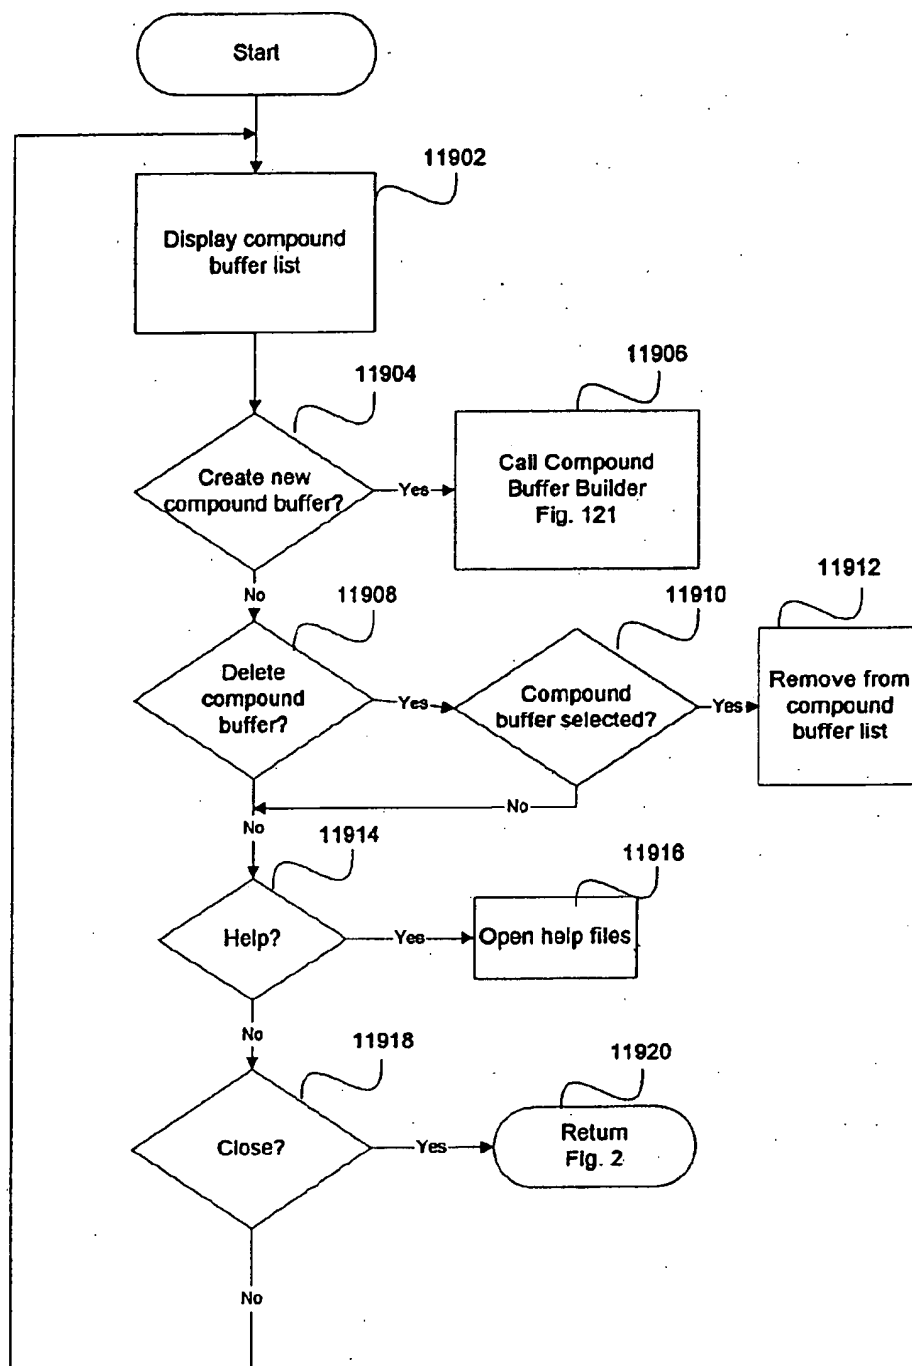 Start
11902
Display compound
buffer list
11904
11906
Create new
compound buffer?
Yes
Call Compound
Buffer Builder
Fig. 121
No
11908
11910
11912
Delete
compound
buffer?
Yes
Compound
buffer selected?
Yes
Remove from
compound
buffer list
No
No
11914
11916
Help?
Yes
Open help files
No
11918
11920
Close?
Yes
Return
Fig. 2
No